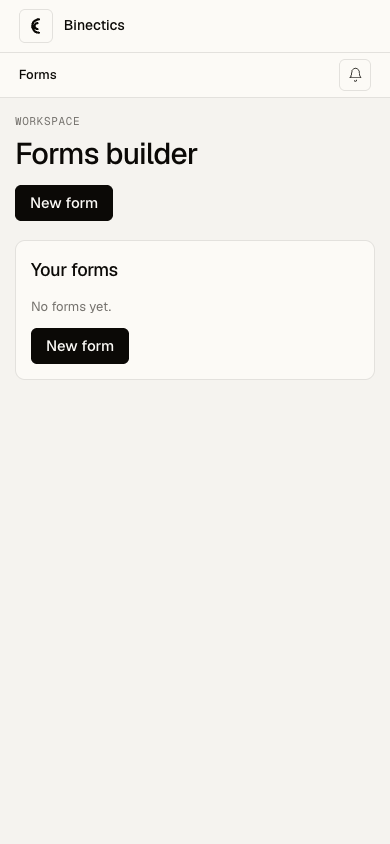 Binectics
Forms
WORKSPACE
Forms builder
New form
Your forms
No forms yet.
New form